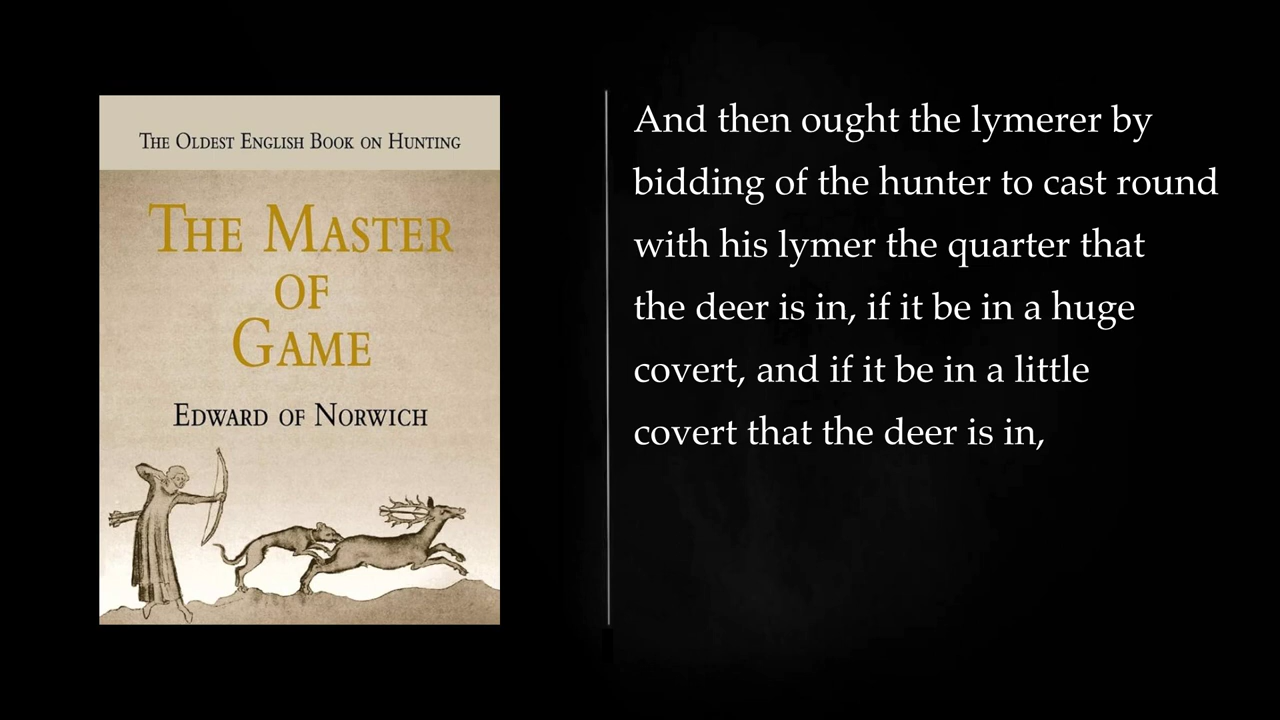 The Oldest English Book on Hunting
The Master
of
Game
Edward of Norwich
And then ought the lymerer by
bidding of the hunter to cast round
with his lymer the quarter that
the deer is in, if it be in a huge
covert, and if it be in a little
covert that the deer is in,